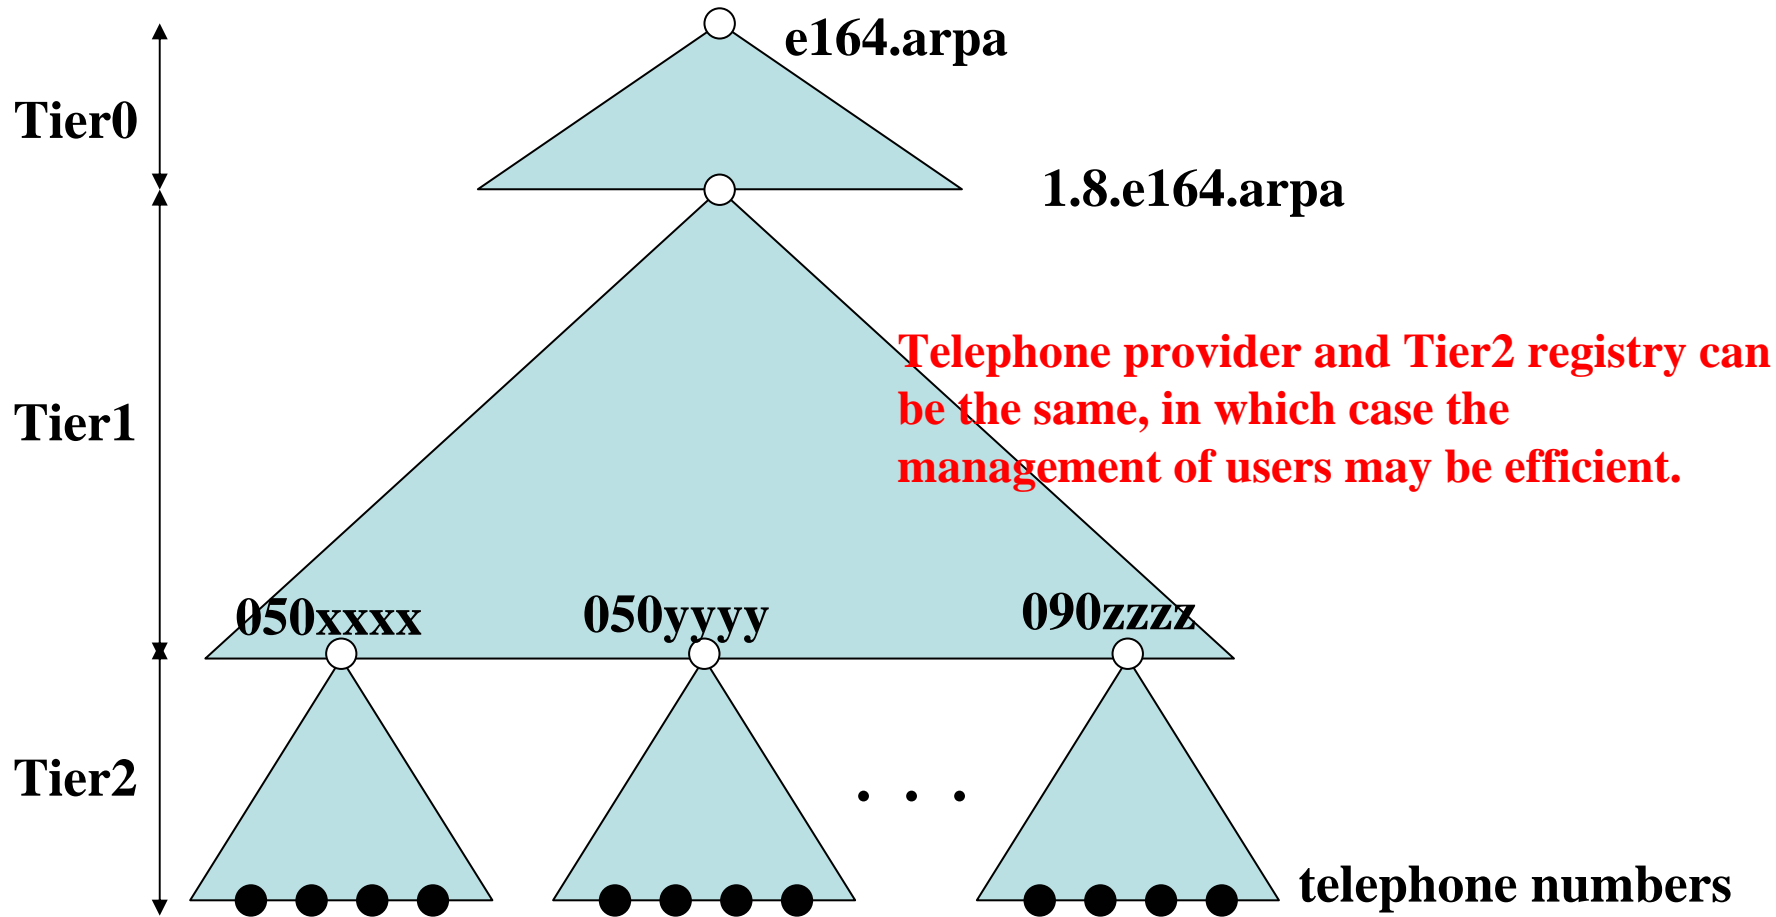 e164.arpa
Tier0
1.8.e164.arpa
Telephone provider and Tier2 registry can
be the same, in which case the
management of users may be efficient.
Tier1
050xxxx 050yyyy 090zzzz
Tier2
. . .
telephone numbers